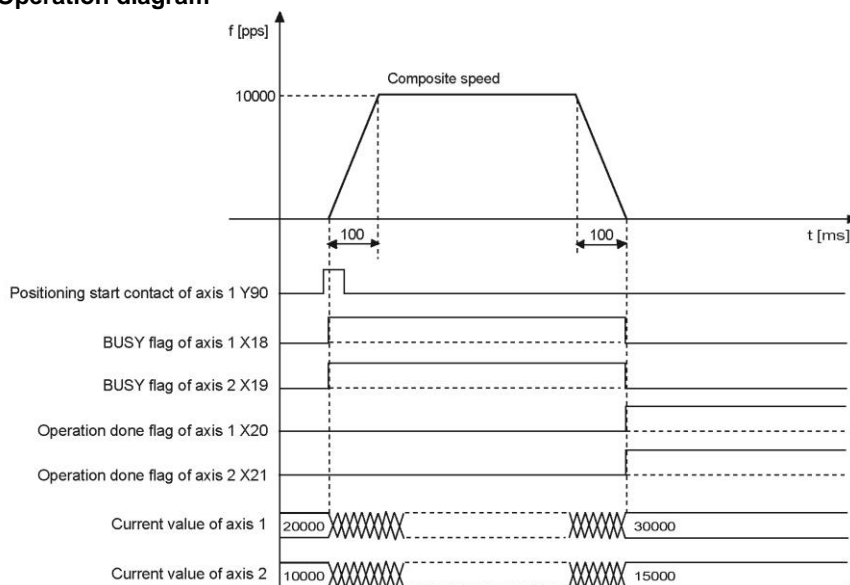 Operation diagram
f [pps]
Composite speed
10000
100
100
t [ms]
Positioning start contact of axis 1 Y90
BUSY flag of axis 1 X18
BUSY flag of axis 2 X19
Operation done flag of axis 1 X20
Operation done flag of axis 2 X21
Current value of axis 1 20000 30000
Current value of axis 2 10000 15000